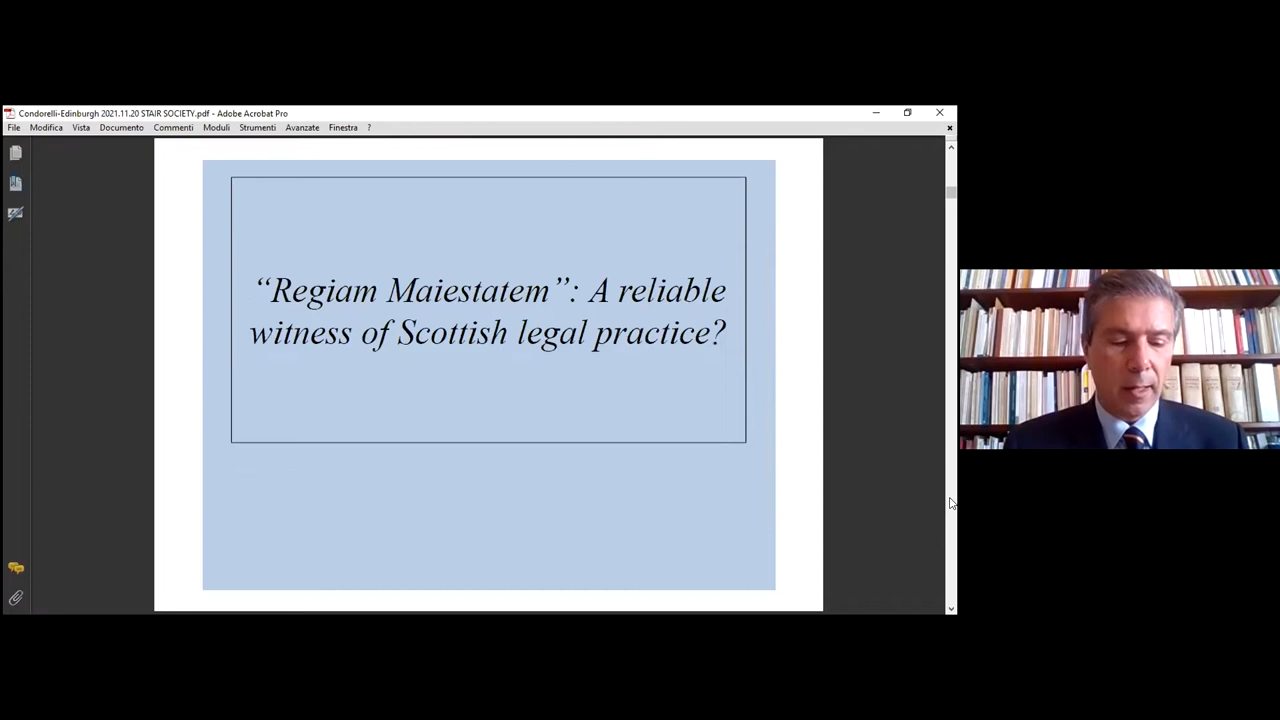 Condorelli-Edinburgh 2021.11.20 STAIR SOCIETY.pdf - Adobe Acrobat Pro
File Modifica Vista Documento Commenti Moduli Strumenti Avanzate Finestra ?
“Regiam Maiestatem”: A reliable
witness of Scottish legal practice?